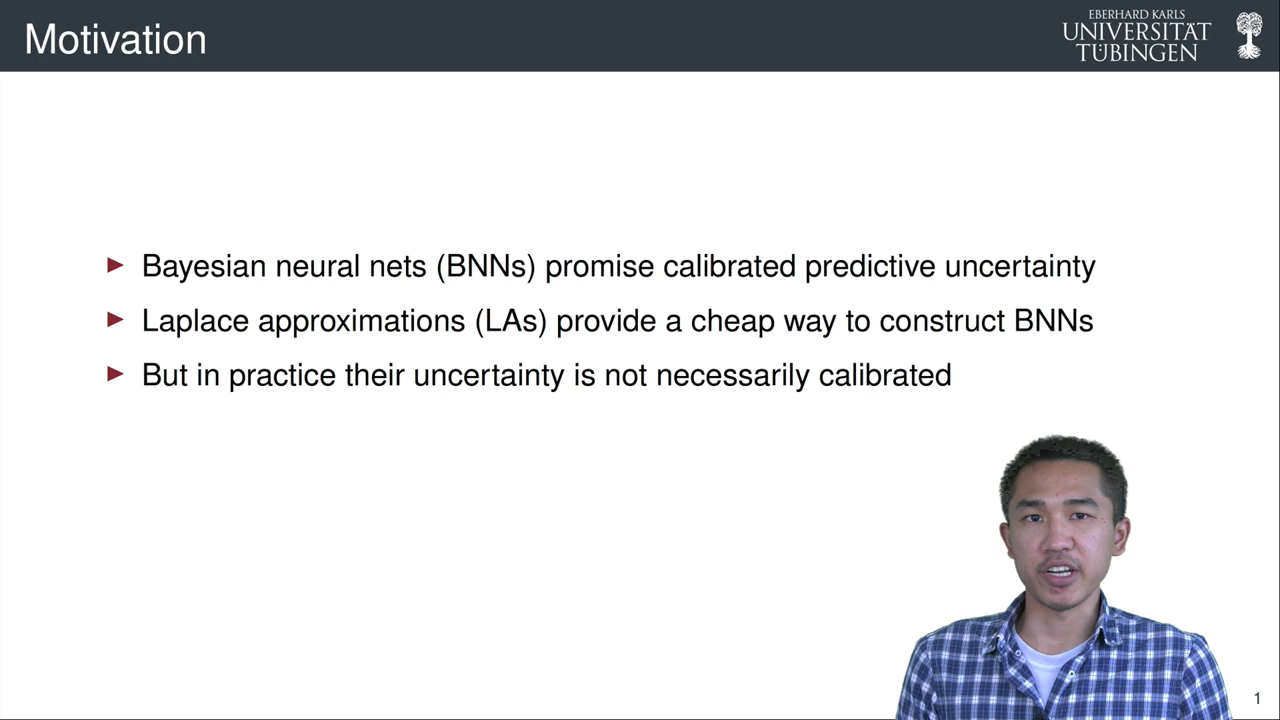 Motivation
EBERHARD KARLS
UNIVERSITÄT
TÜBINGEN
Bayesian neural nets (BNNs) promise calibrated predictive uncertainty
Laplace approximations (LAs) provide a cheap way to construct BNNs
But in practice their uncertainty is not necessarily calibrated
1